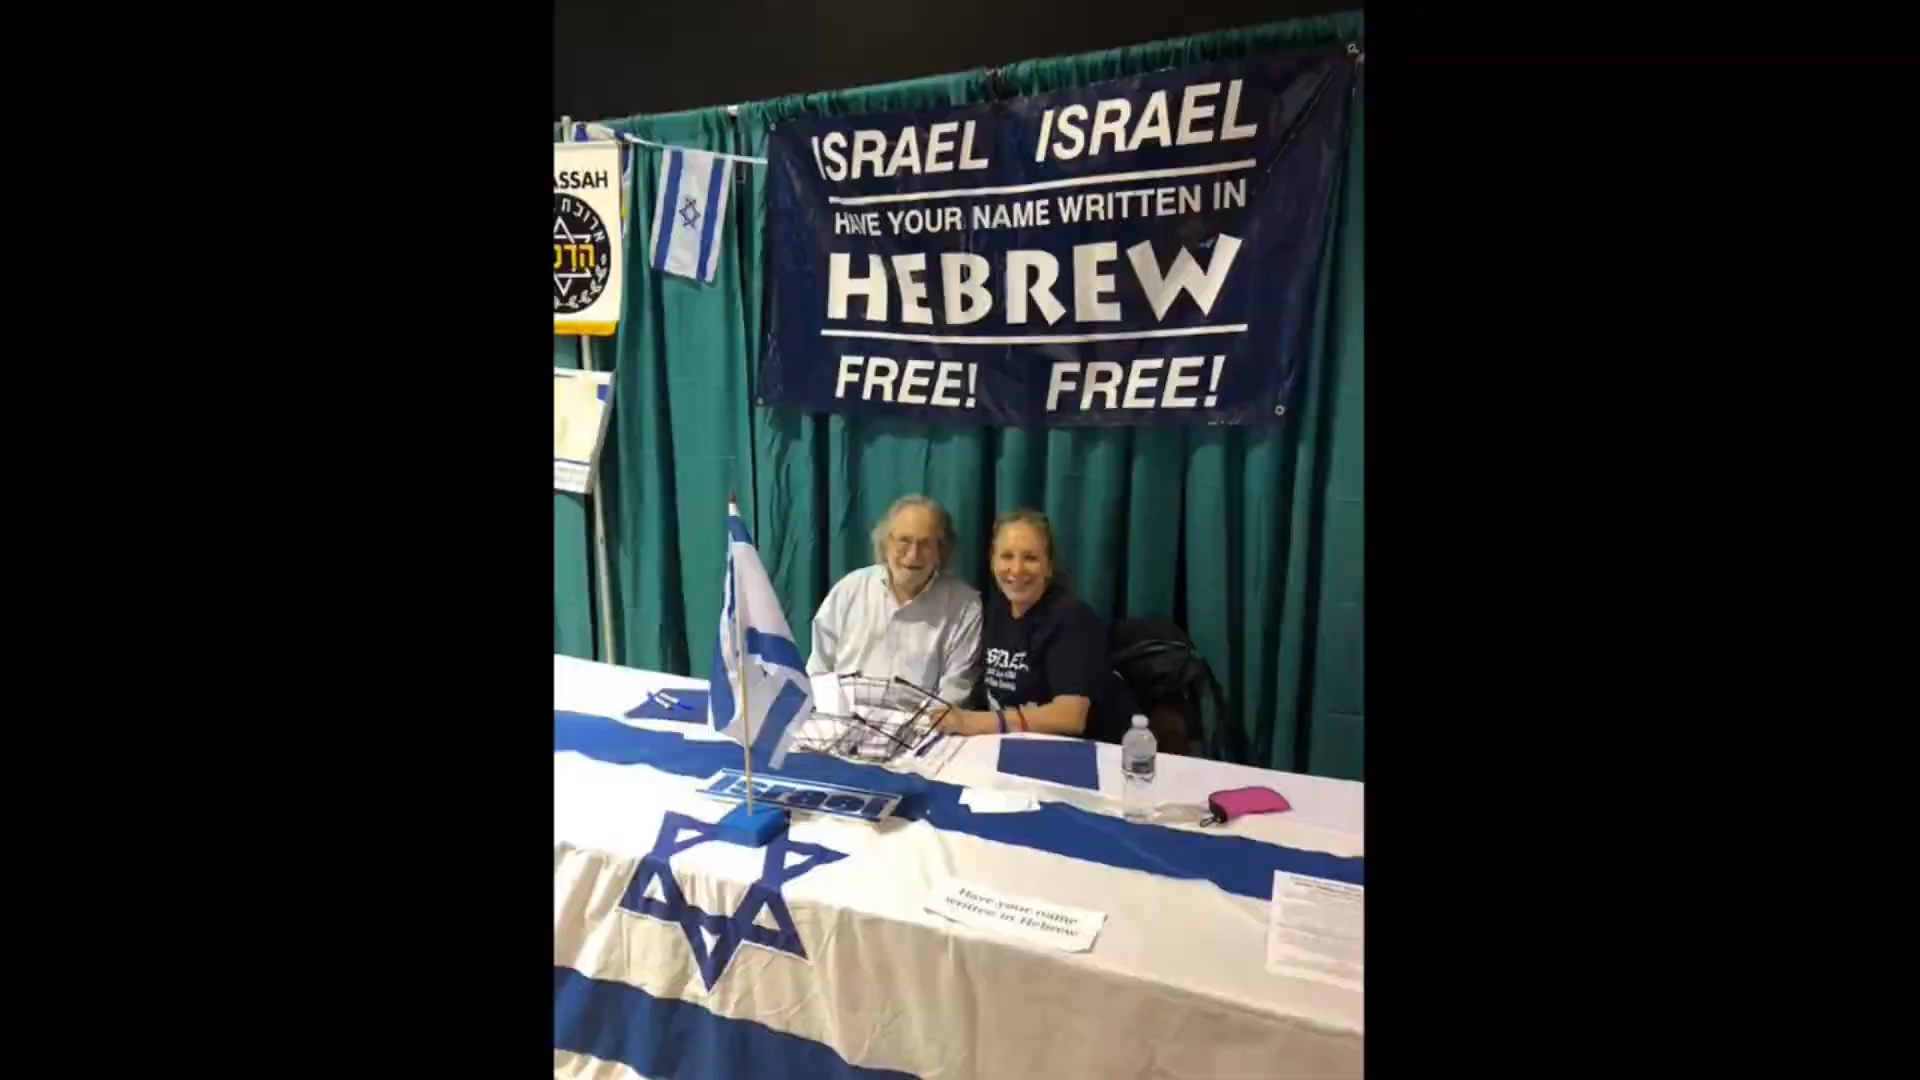 ISRAEL ISRAEL
HAVE YOUR NAME WRITTEN IN
HEBREW
FREE! FREE!
ASSAH
Israel
Have your name
written in Hebrew